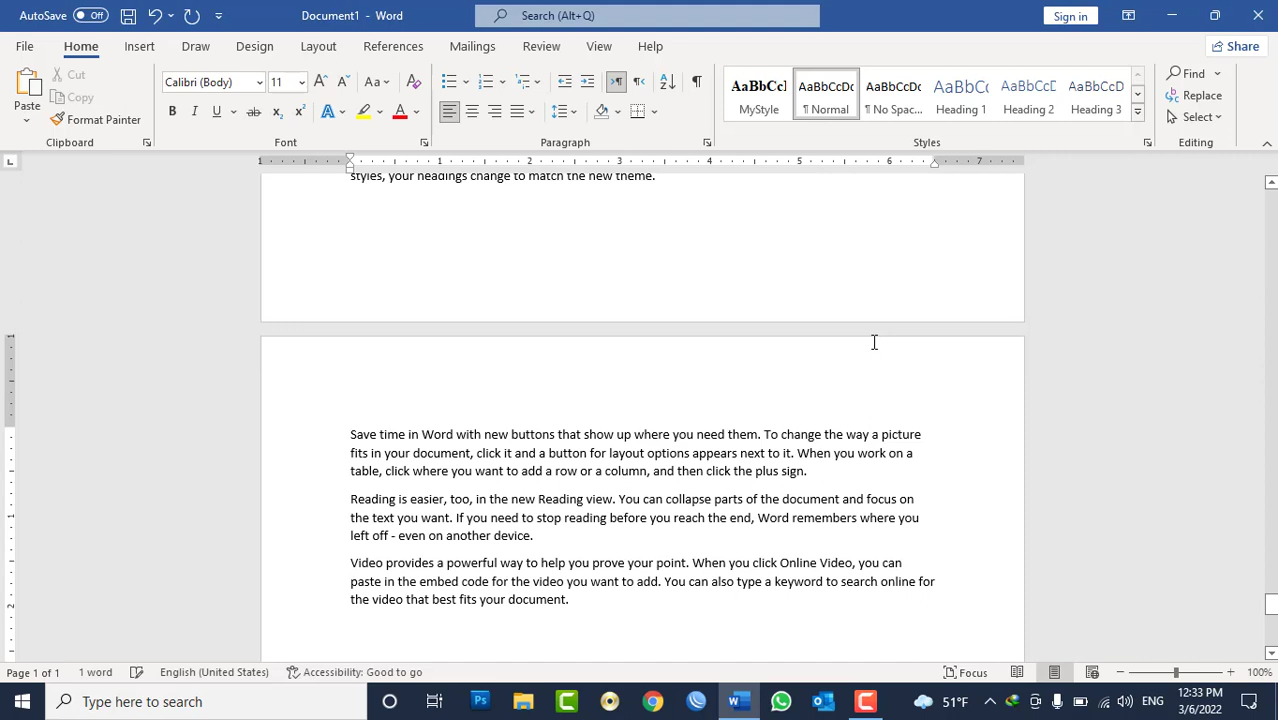 AutoSave Off Document1 - Word Search (Alt+Q) Sign in
File Home Insert Draw Design Layout References Mailings Review View Help Share
Paste Cut Copy Format Painter
Calibri (Body) 11
MyStyle ¶ Normal ¶ No Spac... Heading 1 Heading 2 Heading 3
Find Replace Select
Clipboard Font Paragraph Styles Editing
1 1 2 3 4 5 6 7
styles, your headings change to match the new theme.
Save time in Word with new buttons that show up where you need them. To change the way a picture
fits in your document, click it and a button for layout options appears next to it. When you work on a
table, click where you want to add a row or a column, and then click the plus sign.
Reading is easier, too, in the new Reading view. You can collapse parts of the document and focus on
the text you want. If you need to stop reading before you reach the end, Word remembers where you
left off - even on another device.
Video provides a powerful way to help you prove your point. When you click Online Video, you can
paste in the embed code for the video you want to add. You can also type a keyword to search online for
the video that best fits your document.
Page 1 of 1 1 word English (United States) Accessibility: Good to go Focus 100%
Type here to search 51°F ENG 12:33 PM
3/6/2022